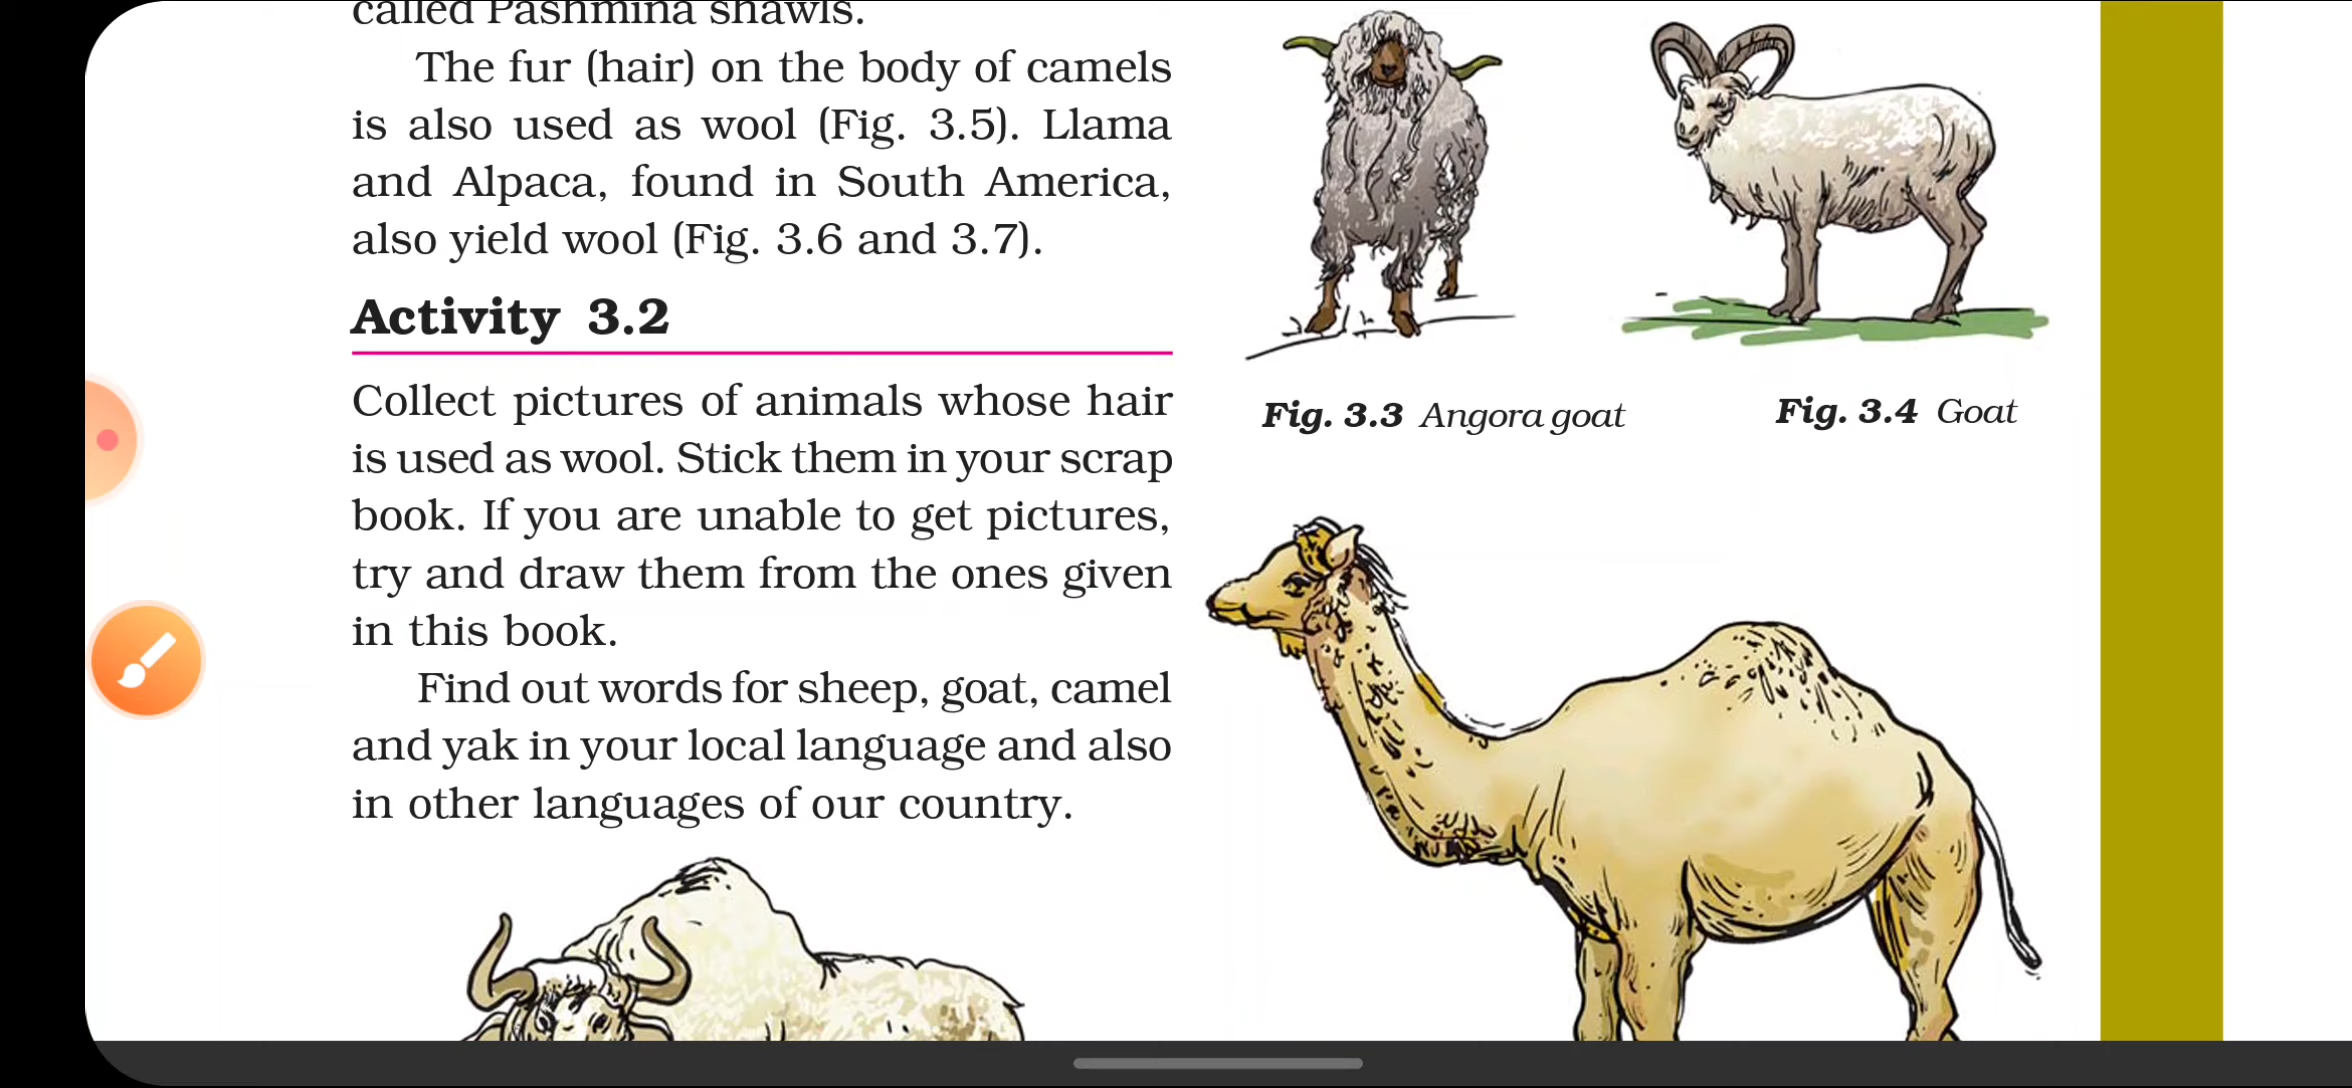 called Pashmina shawls.
The fur (hair) on the body of camels
is also used as wool (Fig. 3.5). Llama
and Alpaca, found in South America,
also yield wool (Fig. 3.6 and 3.7).
Activity 3.2
Collect pictures of animals whose hair
is used as wool. Stick them in your scrap
book. If you are unable to get pictures,
try and draw them from the ones given
in this book.
Find out words for sheep, goat, camel
and yak in your local language and also
in other languages of our country.
Fig. 3.3 Angora goat
Fig. 3.4 Goat